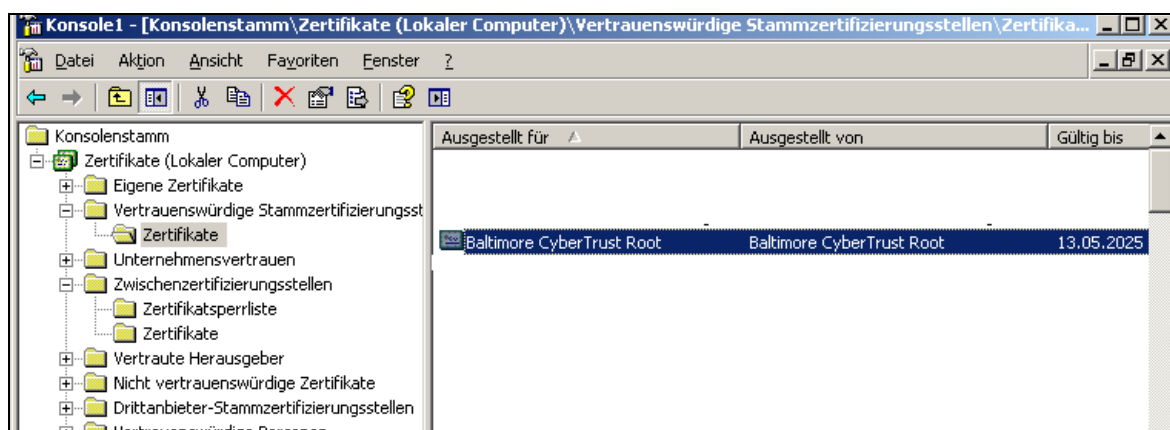 Konsole1 - [Konsolenstamm\Zertifikate (Lokaler Computer)\Vertrauenswürdige Stammzertifizierungsstellen\Zertifika...
Datei Aktion Ansicht Favoriten Fenster ?
Konsolenstamm
Zertifikate (Lokaler Computer)
Eigene Zertifikate
Vertrauenswürdige Stammzertifizierungsst
Zertifikate
Unternehmensvertrauen
Zwischenzertifizierungsstellen
Zertifikatsperrliste
Zertifikate
Vertraute Herausgeber
Nicht vertrauenswürdige Zertifikate
Drittanbieter-Stammzertifizierungsstellen
Ausgestellt für Ausgestellt von Gültig bis
Baltimore CyberTrust Root Baltimore CyberTrust Root 13.05.2025